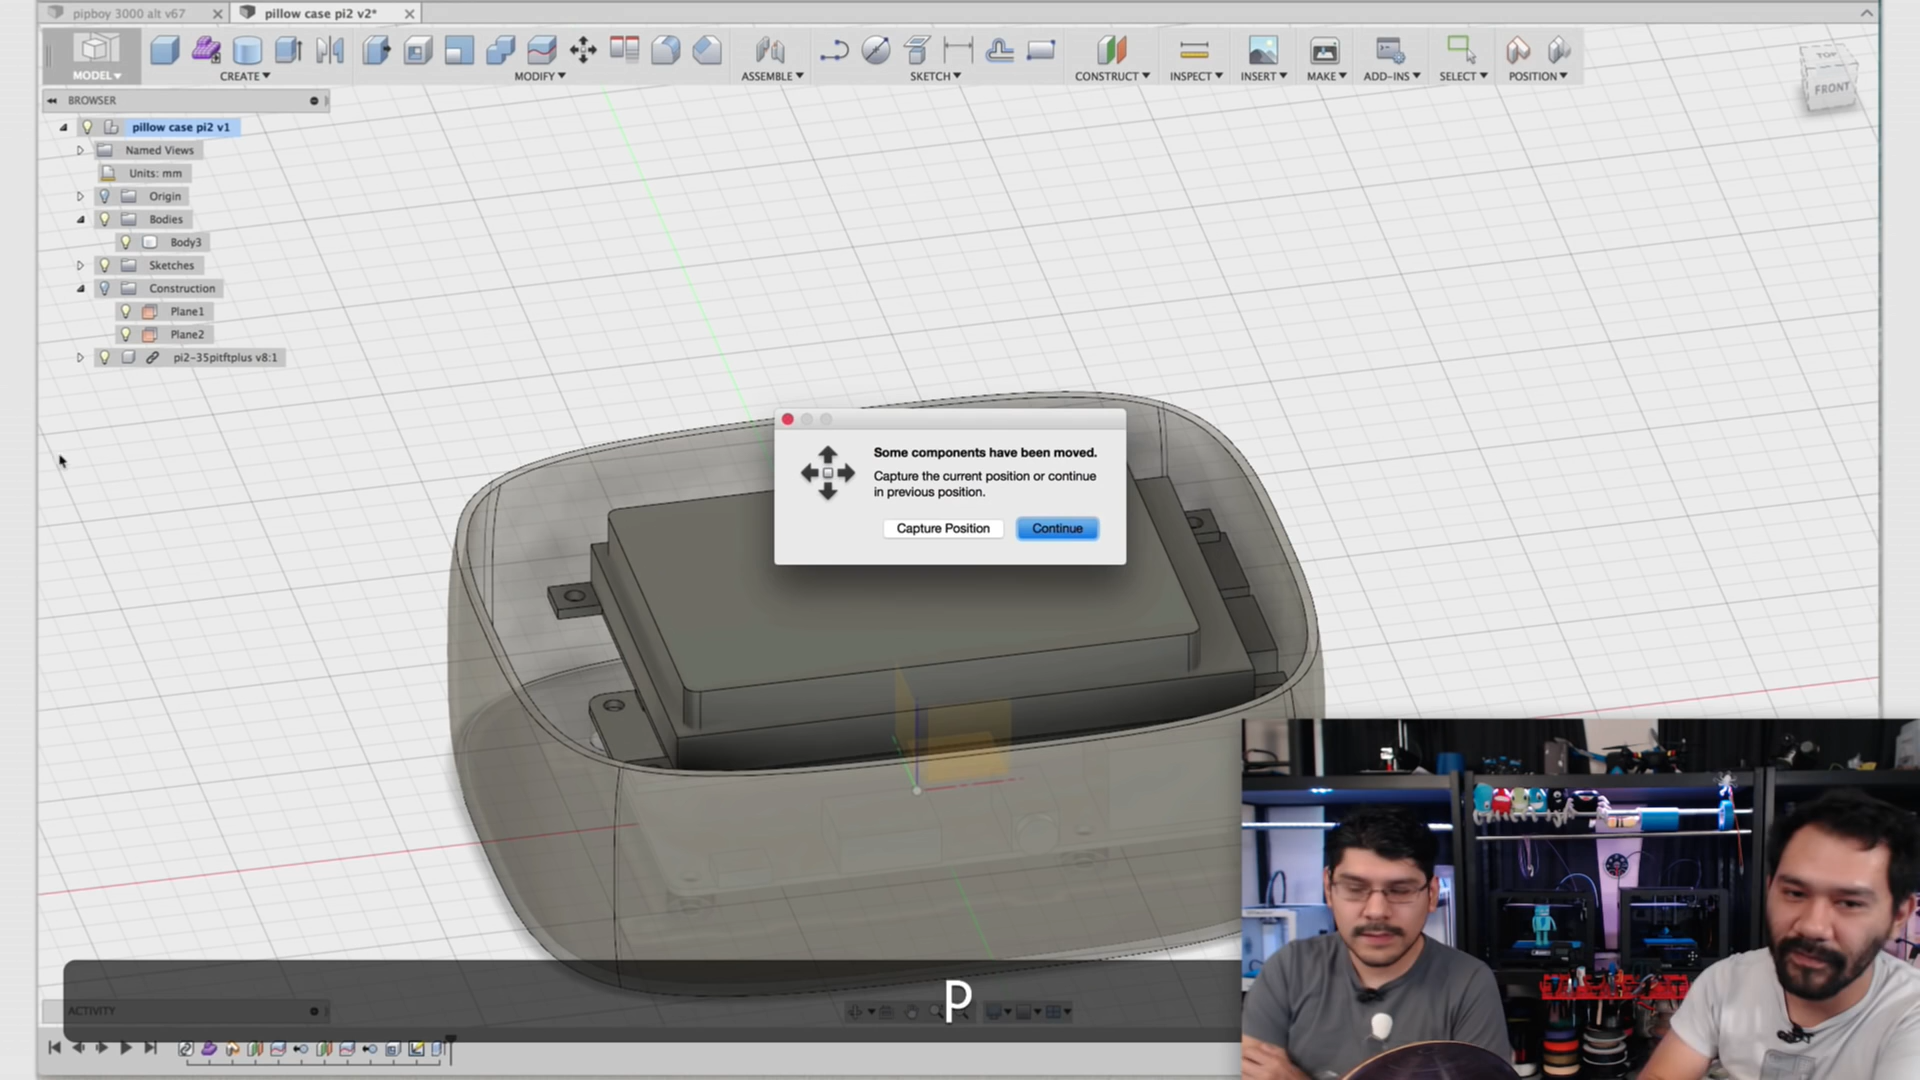 pipboy 3000 alt v67
pillow case pi2 v2*
MODEL
CREATE
MODIFY
ASSEMBLE
SKETCH
CONSTRUCT
INSPECT
INSERT
MAKE
ADD-INS
SELECT
POSITION
TOP
FRONT
BROWSER
pillow case pi2 v1
Named Views
Units: mm
Origin
Bodies
Body3
Sketches
Construction
Plane1
Plane2
pi2-35pitftplus v8:1
Some components have been moved.
Capture the current position or continue
in previous position.
Capture Position
Continue
p
ACTIVITY